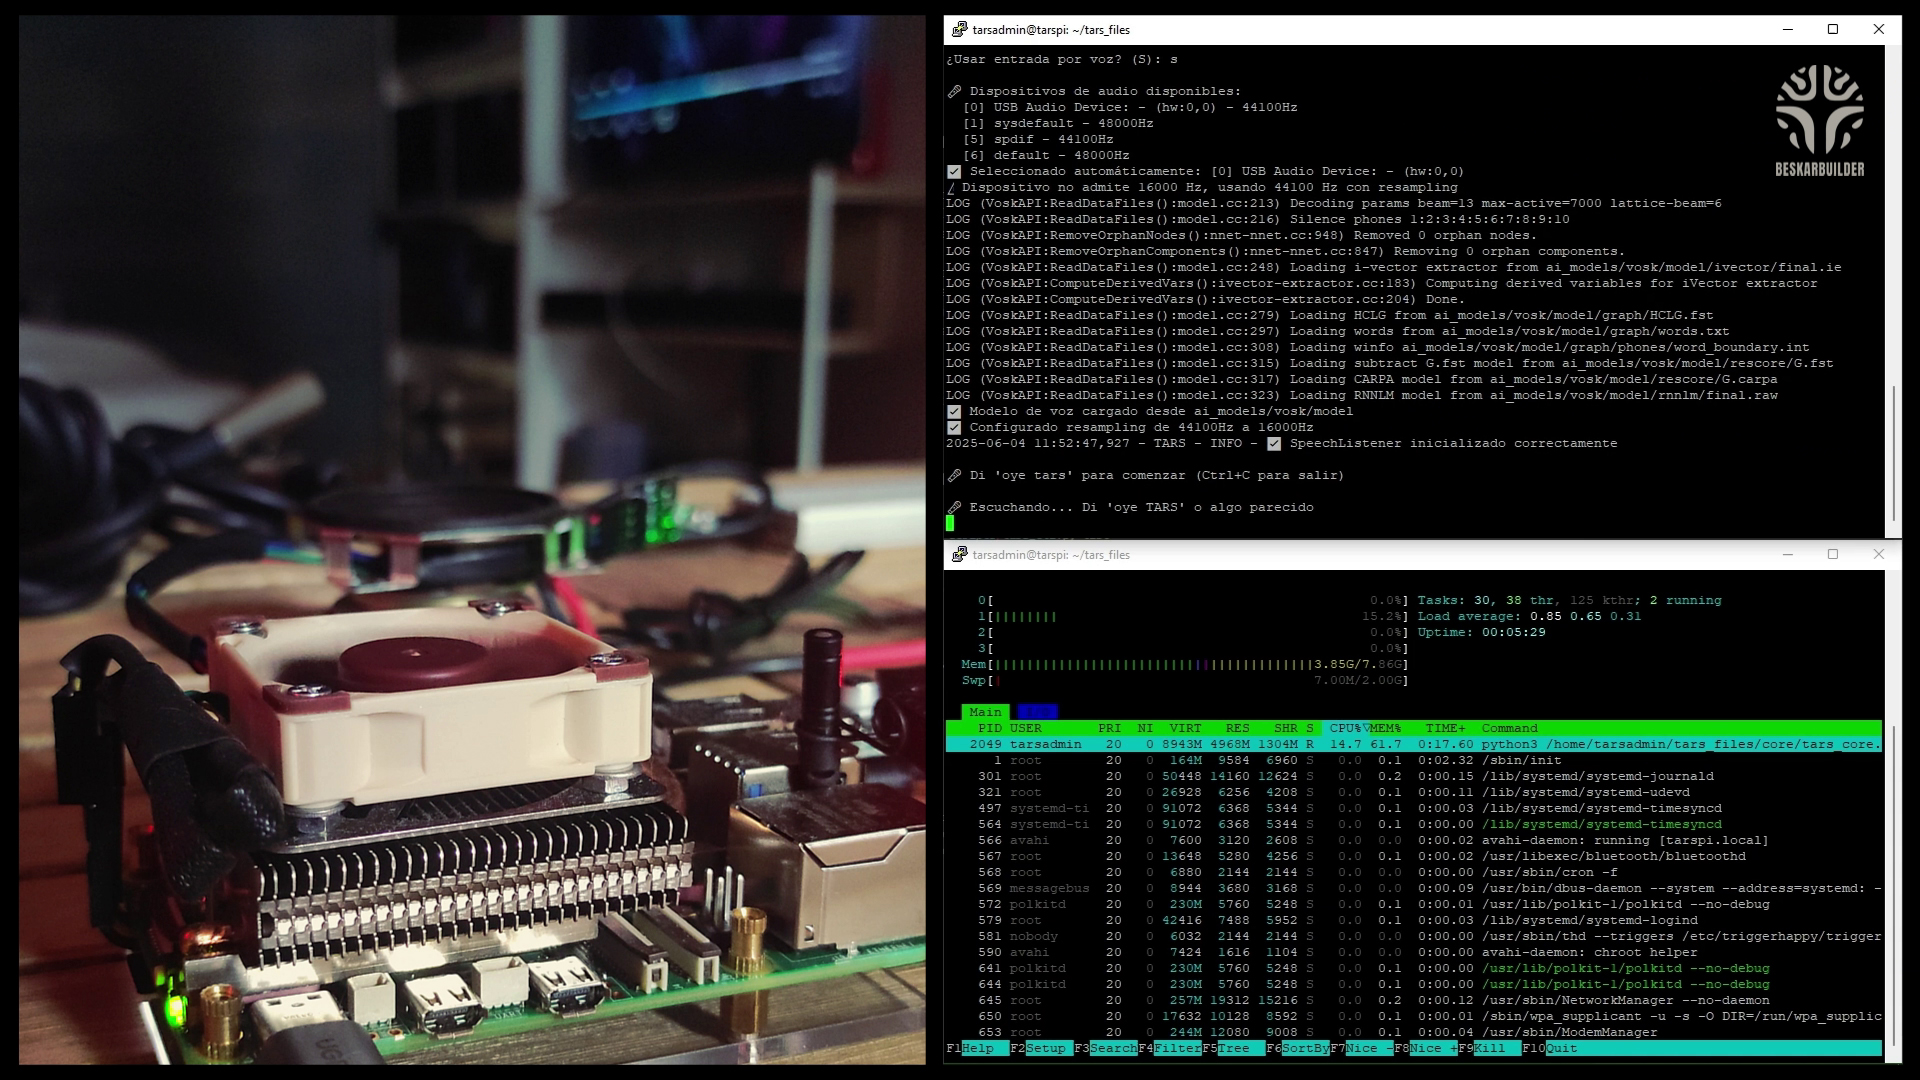 tarsadmin@tarspi: ~/tars_files
¿Usar entrada por voz? (S): s
Dispositivos de audio disponibles:
[0] USB Audio Device: - (hw:0,0) - 44100Hz
[1] sysdefault - 48000Hz
[5] spdif - 44100Hz
[6] default - 48000Hz
Seleccionado automáticamente: [0] USB Audio Device: - (hw:0,0)
Dispositivo no admite 16000 Hz, usando 44100 Hz con resampling
LOG (VoskAPI:ReadDataFiles():model.cc:213) Decoding params beam=13 max-active=7000 lattice-beam=6
LOG (VoskAPI:ReadDataFiles():model.cc:216) Silence phones 1:2:3:4:5:6:7:8:9:10
LOG (VoskAPI:RemoveOrphanNodes():nnet-nnet.cc:948) Removed 0 orphan nodes.
LOG (VoskAPI:RemoveOrphanComponents():nnet-nnet.cc:847) Removing 0 orphan components.
LOG (VoskAPI:ReadDataFiles():model.cc:248) Loading i-vector extractor from ai_models/vosk/model/ivector/final.ie
LOG (VoskAPI:ComputeDerivedVars():ivector-extractor.cc:183) Computing derived variables for iVector extractor
LOG (VoskAPI:ComputeDerivedVars():ivector-extractor.cc:204) Done.
LOG (VoskAPI:ReadDataFiles():model.cc:279) Loading HCLG from ai_models/vosk/model/graph/HCLG.fst
LOG (VoskAPI:ReadDataFiles():model.cc:297) Loading words from ai_models/vosk/model/graph/words.txt
LOG (VoskAPI:ReadDataFiles():model.cc:308) Loading winfo ai_models/vosk/model/graph/phones/word_boundary.int
LOG (VoskAPI:ReadDataFiles():model.cc:315) Loading subtract G.fst model from ai_models/vosk/model/rescore/G.fst
LOG (VoskAPI:ReadDataFiles():model.cc:317) Loading CARPA model from ai_models/vosk/model/rescore/G.carpa
LOG (VoskAPI:ReadDataFiles():model.cc:323) Loading RNNLM model from ai_models/vosk/model/rnnlm/final.raw
Modelo de voz cargado desde ai_models/vosk/model
Configurado resampling de 44100Hz a 16000Hz
2025-06-04 11:52:47,927 - TARS - INFO - ✓ SpeechListener inicializado correctamente
Di 'oye tars' para comenzar (Ctrl+C para salir)
Escuchando... Di 'oye TARS' o algo parecido
BESKARBUILDER
tarsadmin@tarspi: ~/tars_files
0[ 0.0%] Tasks: 30, 38 thr, 125 kthr; 2 running
1[|||||||| 15.2%] Load average: 0.85 0.65 0.31
2[ 0.0%] Uptime: 00:05:29
3[ 0.0%]
Mem[||||||||||||||||||||||||||||||||||||||||3.85G/7.86G]
Swp[| 7.00M/2.00G]
Main
PID USER PRI NI VIRT RES SHR S CPU%▽MEM% TIME+ Command
2049 tarsadmin 20 0 8943M 4968M 1304M R 14.7 61.7 0:17.60 python3 /home/tarsadmin/tars_files/core/tars_core.
1 root 20 0 164M 9584 6960 S 0.0 0.1 0:02.32 /sbin/init
301 root 20 0 50448 14160 12624 S 0.0 0.2 0:00.15 /lib/systemd/systemd-journald
321 root 20 0 26928 6256 4208 S 0.0 0.1 0:00.11 /lib/systemd/systemd-udevd
497 systemd-ti 20 0 91072 6368 5344 S 0.0 0.1 0:00.03 /lib/systemd/systemd-timesyncd
564 systemd-ti 20 0 91072 6368 5344 S 0.0 0.1 0:00.00 /lib/systemd/systemd-timesyncd
566 avahi 20 0 7600 3120 2608 S 0.0 0.0 0:00.02 avahi-daemon: running [tarspi.local]
567 root 20 0 13648 5280 4256 S 0.0 0.1 0:00.02 /usr/libexec/bluetooth/bluetoothd
568 root 20 0 6880 2144 2144 S 0.0 0.0 0:00.00 /usr/sbin/cron -f
569 messagebus 20 0 8944 3680 3168 S 0.0 0.0 0:00.09 /usr/bin/dbus-daemon --system --address=systemd: -
572 polkitd 20 0 230M 5760 5248 S 0.0 0.1 0:00.01 /usr/lib/polkit-1/polkitd --no-debug
579 root 20 0 42416 7488 5952 S 0.0 0.1 0:00.03 /lib/systemd/systemd-logind
581 nobody 20 0 6032 2144 2144 S 0.0 0.0 0:00.00 /usr/sbin/thd --triggers /etc/triggerhappy/trigger
590 avahi 20 0 7424 1616 1104 S 0.0 0.0 0:00.00 avahi-daemon: chroot helper
641 polkitd 20 0 230M 5760 5248 S 0.0 0.1 0:00.00 /usr/lib/polkit-1/polkitd --no-debug
644 polkitd 20 0 230M 5760 5248 S 0.0 0.1 0:00.00 /usr/lib/polkit-1/polkitd --no-debug
645 root 20 0 257M 19312 15216 S 0.0 0.2 0:00.12 /usr/sbin/NetworkManager --no-daemon
650 root 20 0 17632 10128 8592 S 0.0 0.1 0:00.01 /sbin/wpa_supplicant -u -s -O DIR=/run/wpa_supplic
653 root 20 0 244M 12080 9008 S 0.0 0.1 0:00.04 /usr/sbin/ModemManager
F1Help F2Setup F3SearchF4FilterF5Tree F6SortByF7Nice -F8Nice +F9Kill F10Quit